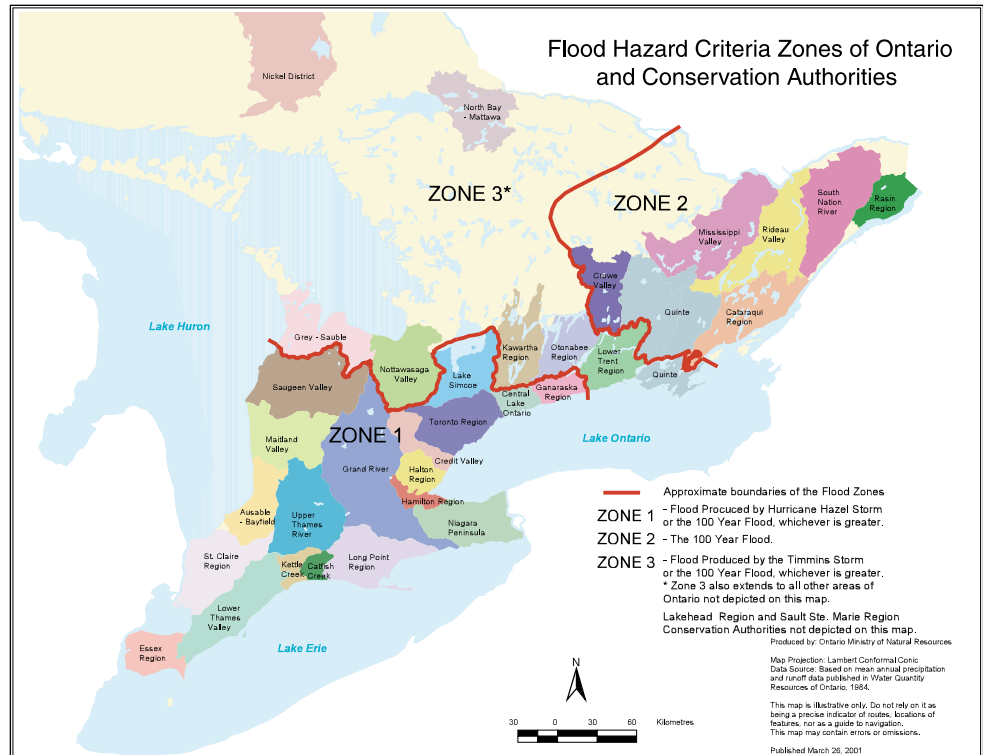 Flood Hazard Criteria Zones of Ontario
and Conservation Authorities
Nickel District
North Bay
- Mattawa
ZONE 3*
ZONE 2
South
Nation
River
Rasin
Region
Mississippi
Valley
Rideau
Valley
Crowe
Valley
Quinte
Cataraqui
Region
Lake Huron
Grey - Sauble
Nottawasaga
Valley
Lake
Simcoe
Kawartha
Region
Otonabee
Region
Lower
Trent
Region
Quinte
Saugeen Valley
Central
Lake
Ontario
Ganaraska
Region
Toronto Region
ZONE 1
Maitland
Valley
Lake Ontario
Grand River
Credit Valley
Halton
Region
Hamilton Region
Ausable
- Bayfield
Upper
Thames
River
Niagara
Peninsula
St. Claire
Region
Kettle
Creek
Catfish
Creek
Long Point
Region
Lower
Thames
Valley
Essex
Region
Lake Erie
Approximate boundaries of the Flood Zones
ZONE 1 - Flood Procuced by Hurricane Hazel Storm
or the 100 Year Flood, whichever is greater.
ZONE 2 - The 100 Year Flood.
ZONE 3 - Flood Produced by the Timmins Storm
or the 100 Year Flood, whichever is greater.
* Zone 3 also extends to all other areas of
Ontario not depicted on this map.
Lakehead Region and Sault Ste. Marie Region
Conservation Authorities not depicted on this map.
Produced by: Ontario Ministry of Natural Resources
Map Projection: Lambert Conformal Conic
Data Source: Based on mean annual precipitation
and runoff data published in Water Quantity
Resources of Ontario, 1984.
This map is illustrative only. Do not rely on it as
being a precise indicator of routes, locations of
features, nor as a guide to navigation.
This map may contain errors or omissions.
Published March 26, 2001
N
30 0 30 60 Kilometres